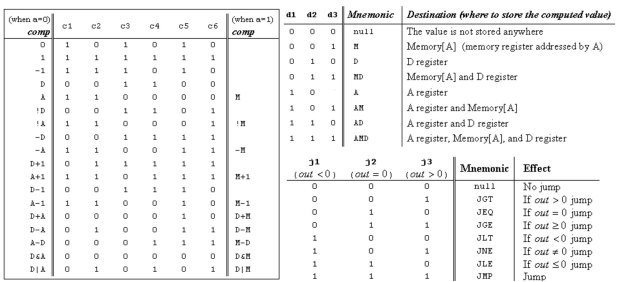 (when a=0) comp c1 c2 c3 c4 c5 c6 (when a=1) comp
0 1 0 1 0 1 0
1 1 1 1 1 1 1
-1 1 1 1 0 1 0
D 0 0 1 1 0 0
A 1 1 0 0 0 0 M
!D 0 0 1 1 0 1
!A 1 1 0 0 0 1 !M
-D 0 0 1 1 1 1
-A 1 1 0 0 1 1 -M
D+1 0 1 1 1 1 1
A+1 1 1 0 1 1 1 M+1
D-1 0 0 1 1 1 0
A-1 1 1 0 0 1 0 M-1
D+A 0 0 0 0 1 0 D+M
D-A 0 1 0 0 1 1 D-M
A-D 0 0 0 1 1 1 M-D
D&A 0 0 0 0 0 0 D&M
D|A 0 1 0 1 0 1 D|M
d1 d2 d3 Mnemonic Destination (where to store the computed value)
0 0 0 null The value is not stored anywhere
0 0 1 M Memory[A] (memory register addressed by A)
0 1 0 D D register
0 1 1 MD Memory[A] and D register
1 0 A A register
1 0 1 AM A register and Memory[A]
1 1 0 AD A register and D register
1 1 1 AMD A register, Memory[A], and D register
j1 (out < 0) j2 (out = 0) j3 (out > 0) Mnemonic Effect
0 0 0 null No jump
0 0 1 JGT If out > 0 jump
0 1 0 JEQ If out = 0 jump
0 1 1 JGE If out ≥ 0 jump
1 0 0 JLT If out < 0 jump
1 0 1 JNE If out ≠ 0 jump
1 1 0 JLE If out ≤ 0 jump
1 1 1 JMP Jump